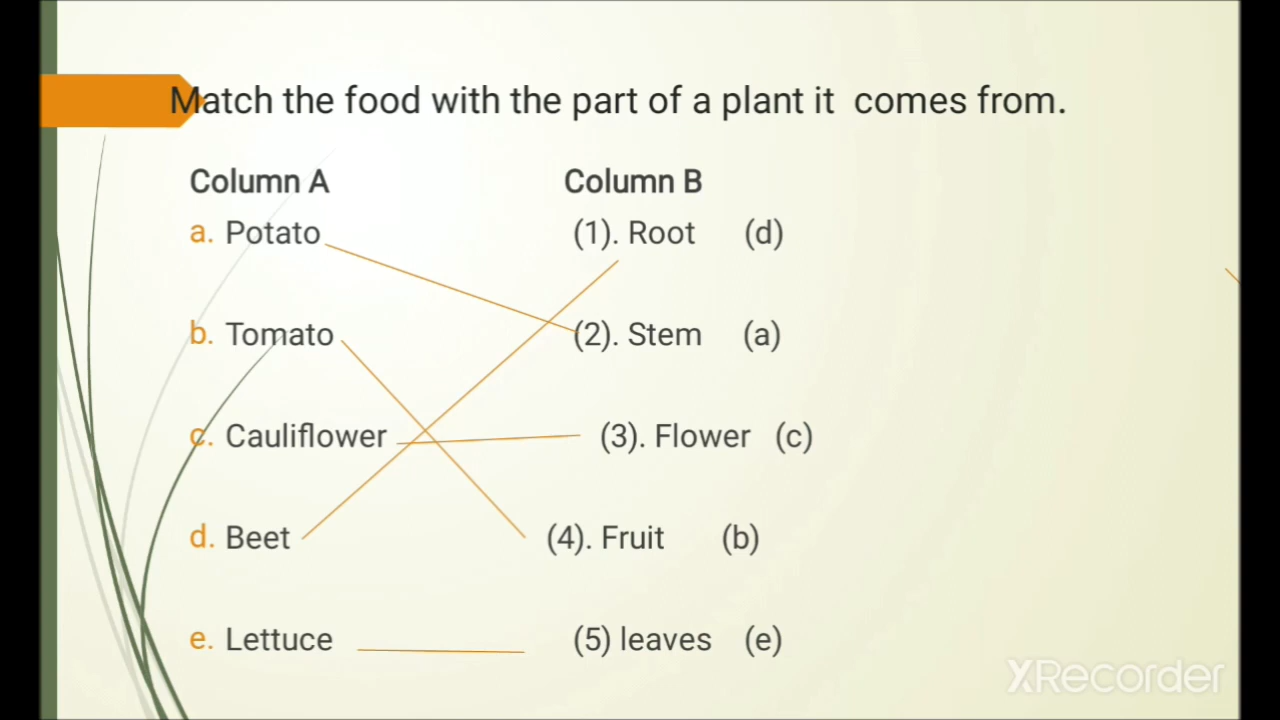 Match the food with the part of a plant it comes from.
Column A Column B
a. Potato (1). Root (d)
b. Tomato (2). Stem (a)
c. Cauliflower (3). Flower (c)
d. Beet (4). Fruit (b)
e. Lettuce (5) leaves (e)
XRecorder